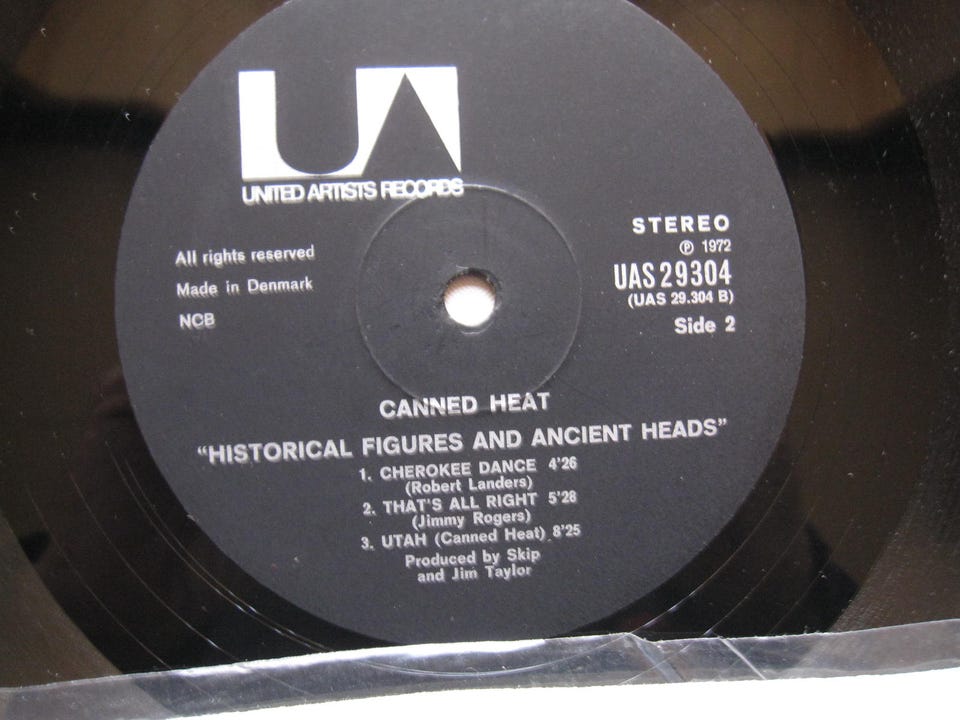 UA
UNITED ARTISTS RECORDS
All rights reserved
Made in Denmark
NCB
STEREO
℗ 1972
UAS 29304
(UAS 29.304 B)
Side 2
CANNED HEAT
“HISTORICAL FIGURES AND ANCIENT HEADS”
1. CHEROKEE DANCE 4'26
(Robert Landers)
2. THAT'S ALL RIGHT 5'28
(Jimmy Rogers)
3. UTAH (Canned Heat) 8'25
Produced by Skip
and Jim Taylor